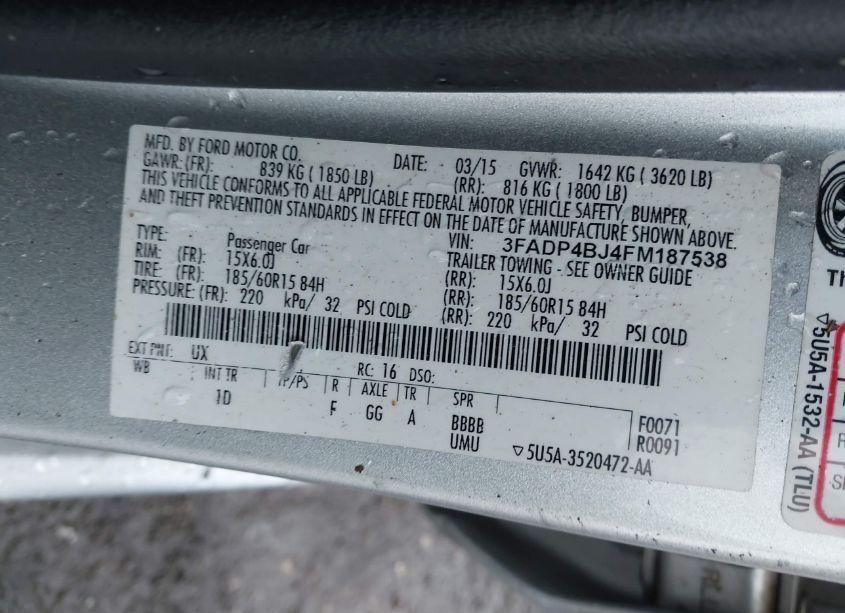 MFD. BY FORD MOTOR CO.
DATE: 03/15 GVWR: 1642 KG ( 3620 LB)
GAWR: (FR): 839 KG ( 1850 LB) (RR): 816 KG ( 1800 LB)
THIS VEHICLE CONFORMS TO ALL APPLICABLE FEDERAL MOTOR VEHICLE SAFETY, BUMPER,
AND THEFT PREVENTION STANDARDS IN EFFECT ON THE DATE OF MANUFACTURE SHOWN ABOVE.
VIN: 3FADP4BJ4FM187538
TYPE: Passenger Car TRAILER TOWING - SEE OWNER GUIDE
RIM: (FR): 15X6.0J (RR): 15X6.0J
TIRE: (FR): 185/60R15 84H (RR): 185/60R15 84H
PRESSURE: (FR): 220 kPa/ 32 PSI COLD (RR): 220 kPa/ 32 PSI COLD
EXT PNT: UX RC: 16 DSO:
WB INT TR TP/PS R AXLE TR SPR
1D F GG A BBBB F0071
UMU R0091
▽5U5A-3520472-AA
▽5U5A-1532-AA (TLU)